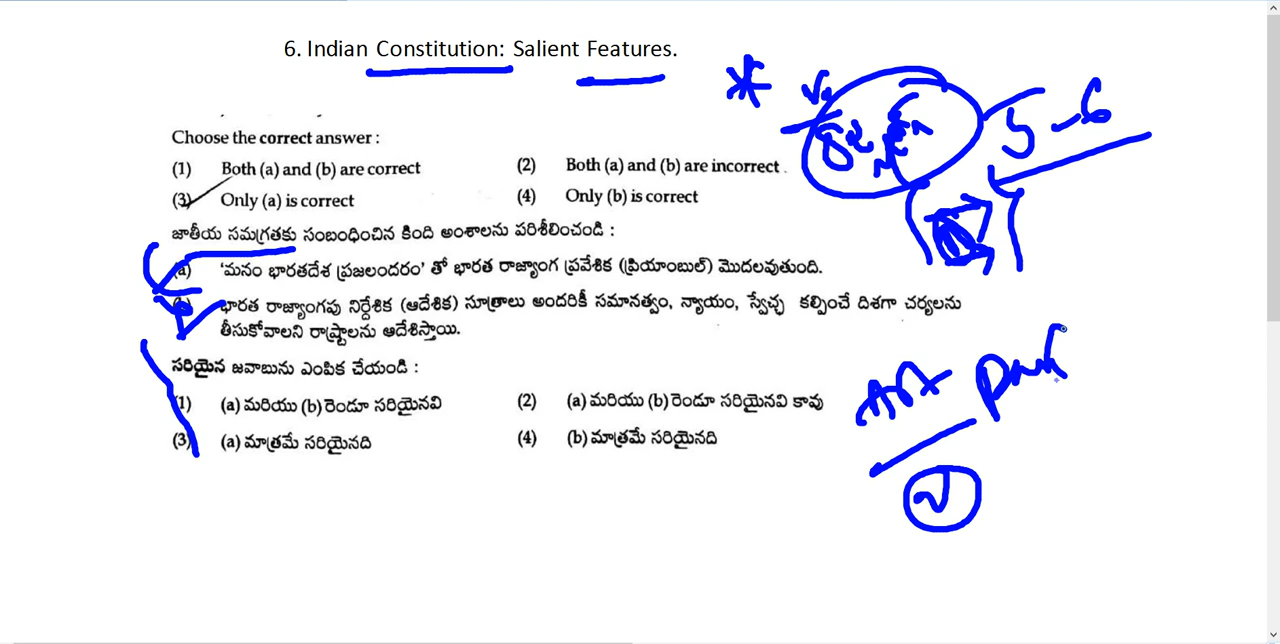 6. Indian Constitution: Salient Features.
Choose the correct answer :
(1) Both (a) and (b) are correct (2) Both (a) and (b) are incorrect .
(3) Only (a) is correct (4) Only (b) is correct
జాతీయ సమగ్రతకు సంబంధించిన కింది అంశాలను పరిశీలించండి :
(a) 'మనం భారతదేశ ప్రజలందరం' తో భారత రాజ్యాంగ ప్రవేశిక (ప్రియాంబుల్) మొదలవుతుంది.
భారత రాజ్యాంగపు నిర్దేశిక (ఆదేశిక) సూత్రాలు అందరికీ సమానత్వం, న్యాయం, స్వేచ్ఛ కల్పించే దిశగా చర్యలను
తీసుకోవాలని రాష్ట్రాలను ఆదేశిస్తాయి.
సరియైన జవాబును ఎంపిక చేయండి :
(1) (a) మరియు (b) రెండూ సరియైనవి (2) (a) మరియు (b) రెండూ సరియైనవి కావు
(3) (a) మాత్రమే సరియైనది (4) (b) మాత్రమే సరియైనది
5-6